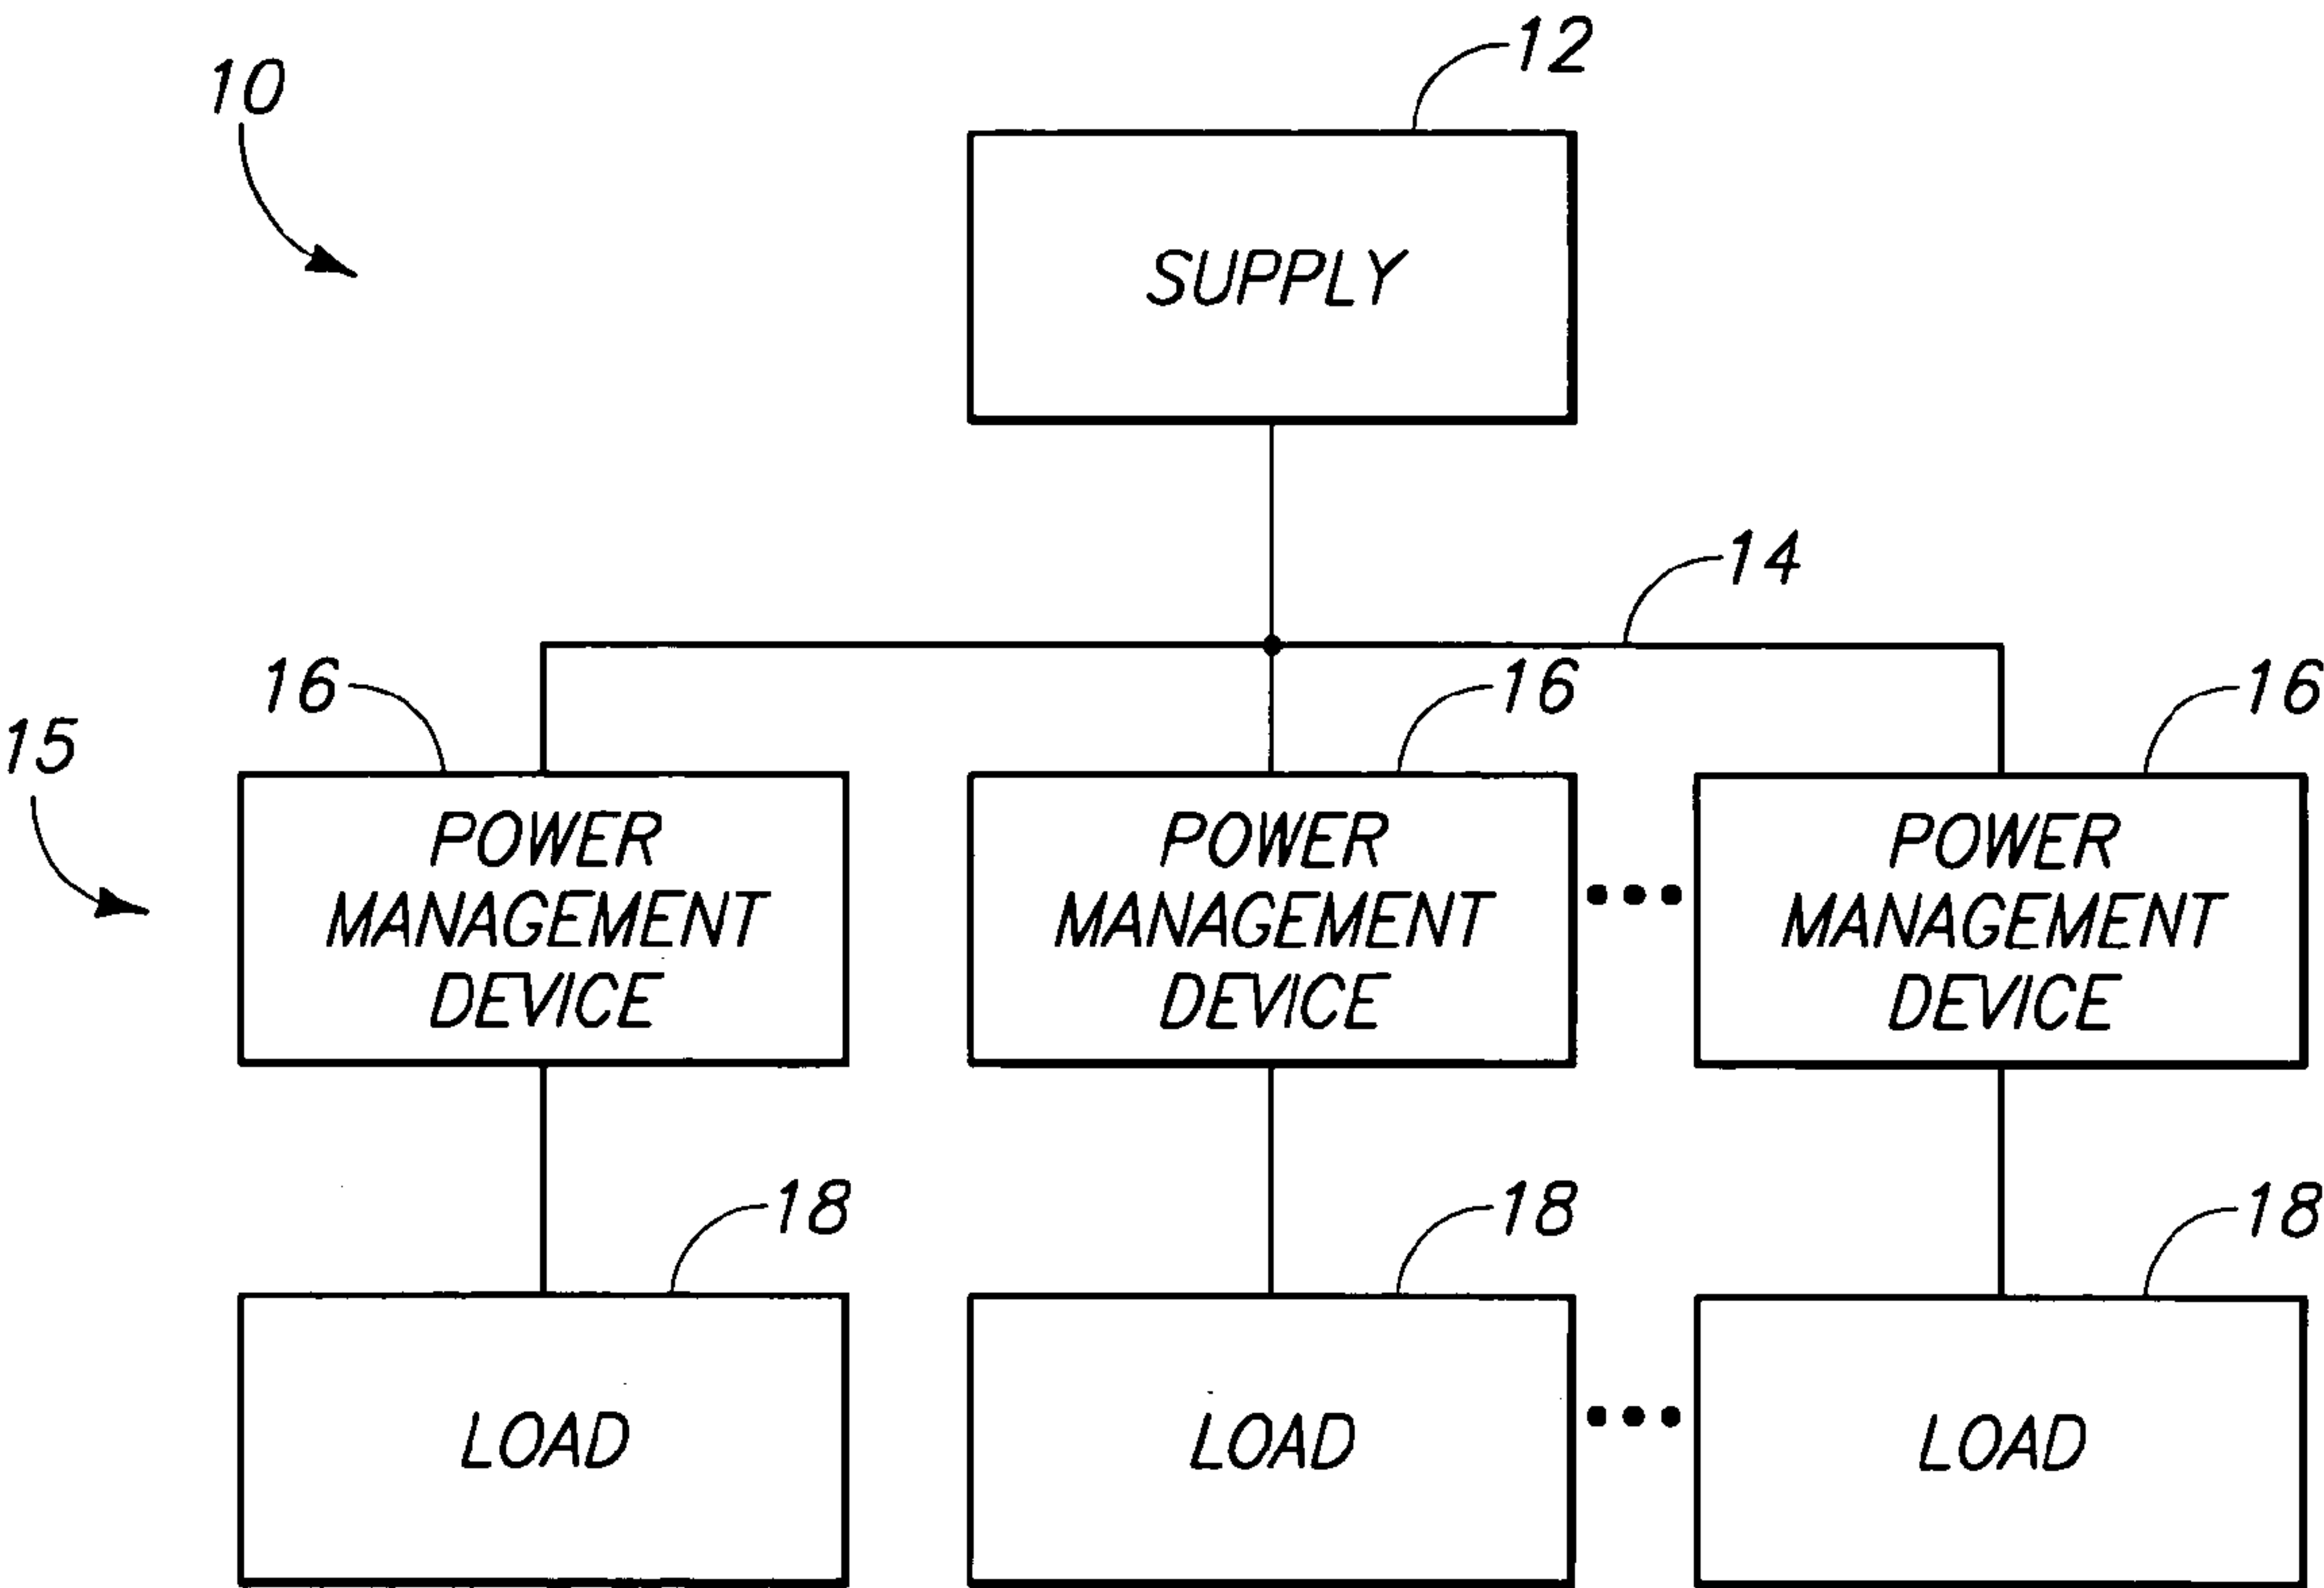 10
12
SUPPLY
14
15
16
16
16
POWER
MANAGEMENT
DEVICE
POWER
MANAGEMENT
DEVICE
POWER
MANAGEMENT
DEVICE
18
18
18
LOAD
LOAD
LOAD